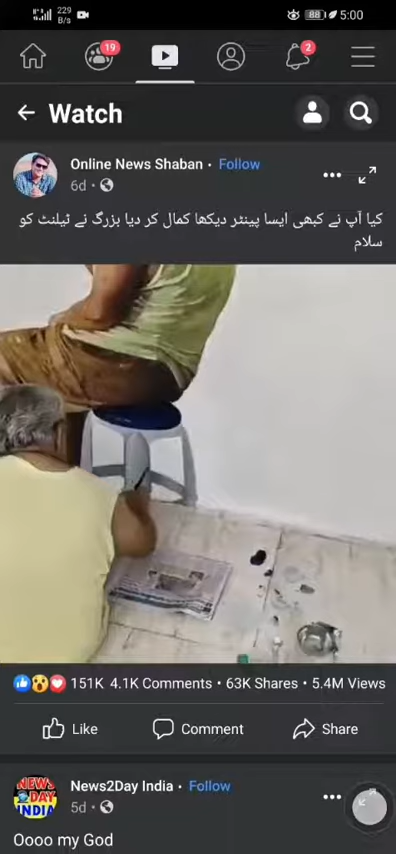 229 B/s 88 5:00
19 2
Watch
Online News Shaban · Follow
6d ·
کیا آپ نے کبھی ایسا پینٹر دیکھا کمال کر دیا بزرگ نے ٹیلنٹ کو
سلام
151K 4.1K Comments • 63K Shares • 5.4M Views
Like Comment Share
NEWS
2DAY
INDIA
News2Day India · Follow
5d ·
Oooo my God